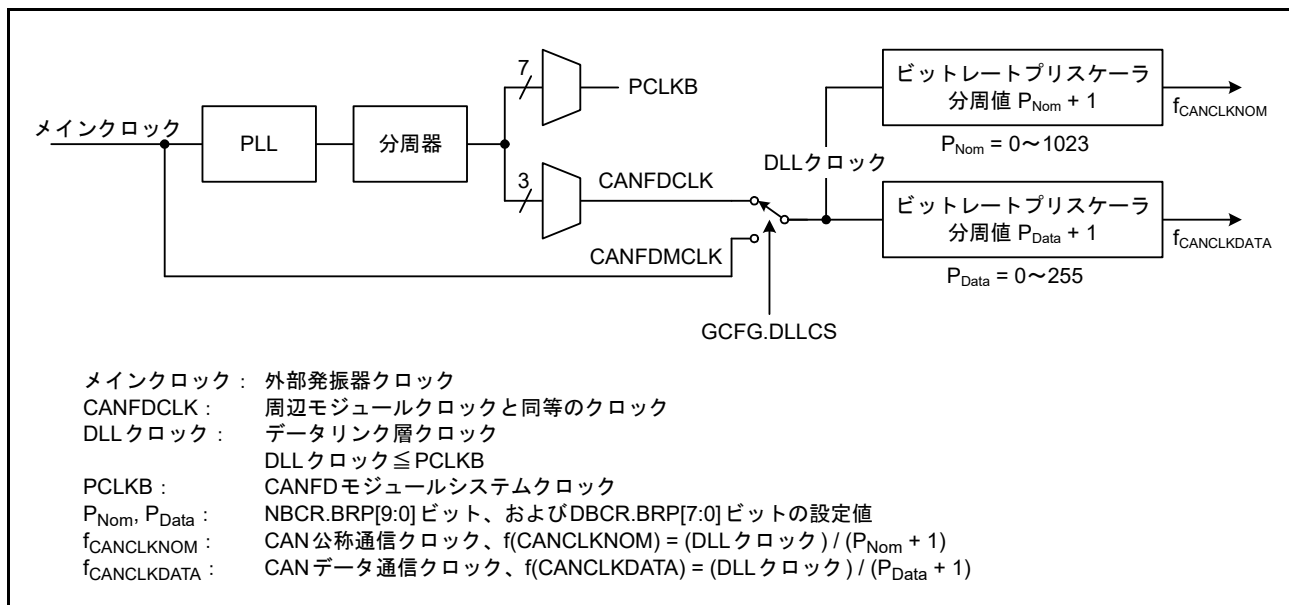 7
PCLKB
メインクロック
PLL
分周器
3
CANFDCLK
CANFDMCLK
GCFG.DLLCS
DLLクロック
ビットレートプリスケーラ
分周値 PNom + 1
PNom = 0～1023
fCANCLKNOM
ビットレートプリスケーラ
分周値 PData + 1
PData = 0～255
fCANCLKDATA
メインクロック : 外部発振器クロック
CANFDCLK : 周辺モジュールクロックと同等のクロック
DLLクロック : データリンク層クロック
DLLクロック≦PCLKB
PCLKB : CANFDモジュールシステムクロック
PNom, PData : NBCR.BRP[9:0]ビット、およびDBCR.BRP[7:0]ビットの設定値
fCANCLKNOM : CAN公称通信クロック、f(CANCLKNOM) = (DLLクロック) / (PNom + 1)
fCANCLKDATA : CANデータ通信クロック、f(CANCLKDATA) = (DLLクロック) / (PData + 1)